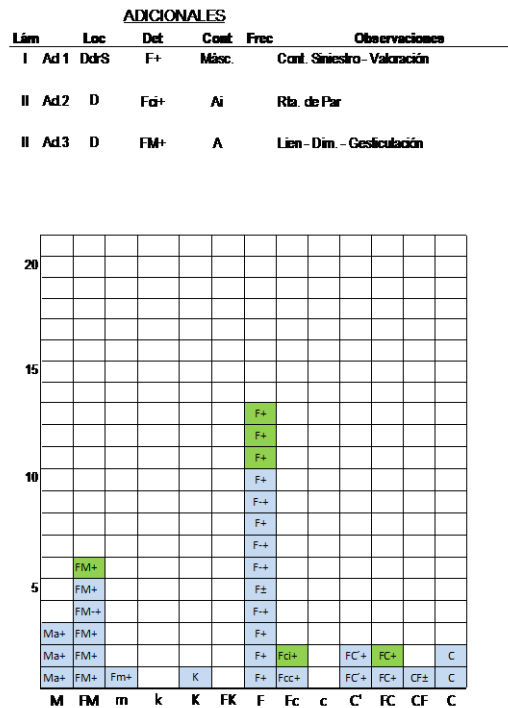 ADICIONALES
Lám Loc Det Cont Frec Observaciones
I Ad 1 DdrS F+ Màsc. Cont. Siniestro - Valoración
II Ad.2 D Fci+ Ai Rta. de Par
II Ad.3 D FM+ A Lien - Dim. - Gesticulación
20
15
F+
F+
F+
10 F+
F-+
F+
F-+
FM+ F-+
5 FM+ F±
FM-+ F-+
Ma+ FM+ F+
Ma+ FM+ F+ Fci+ FC'+ FC+ C
Ma+ FM+ Fm+ K F+ Fcc+ FC'+ FC+ CF± C
M FM m k K FK F Fc c C' FC CF C